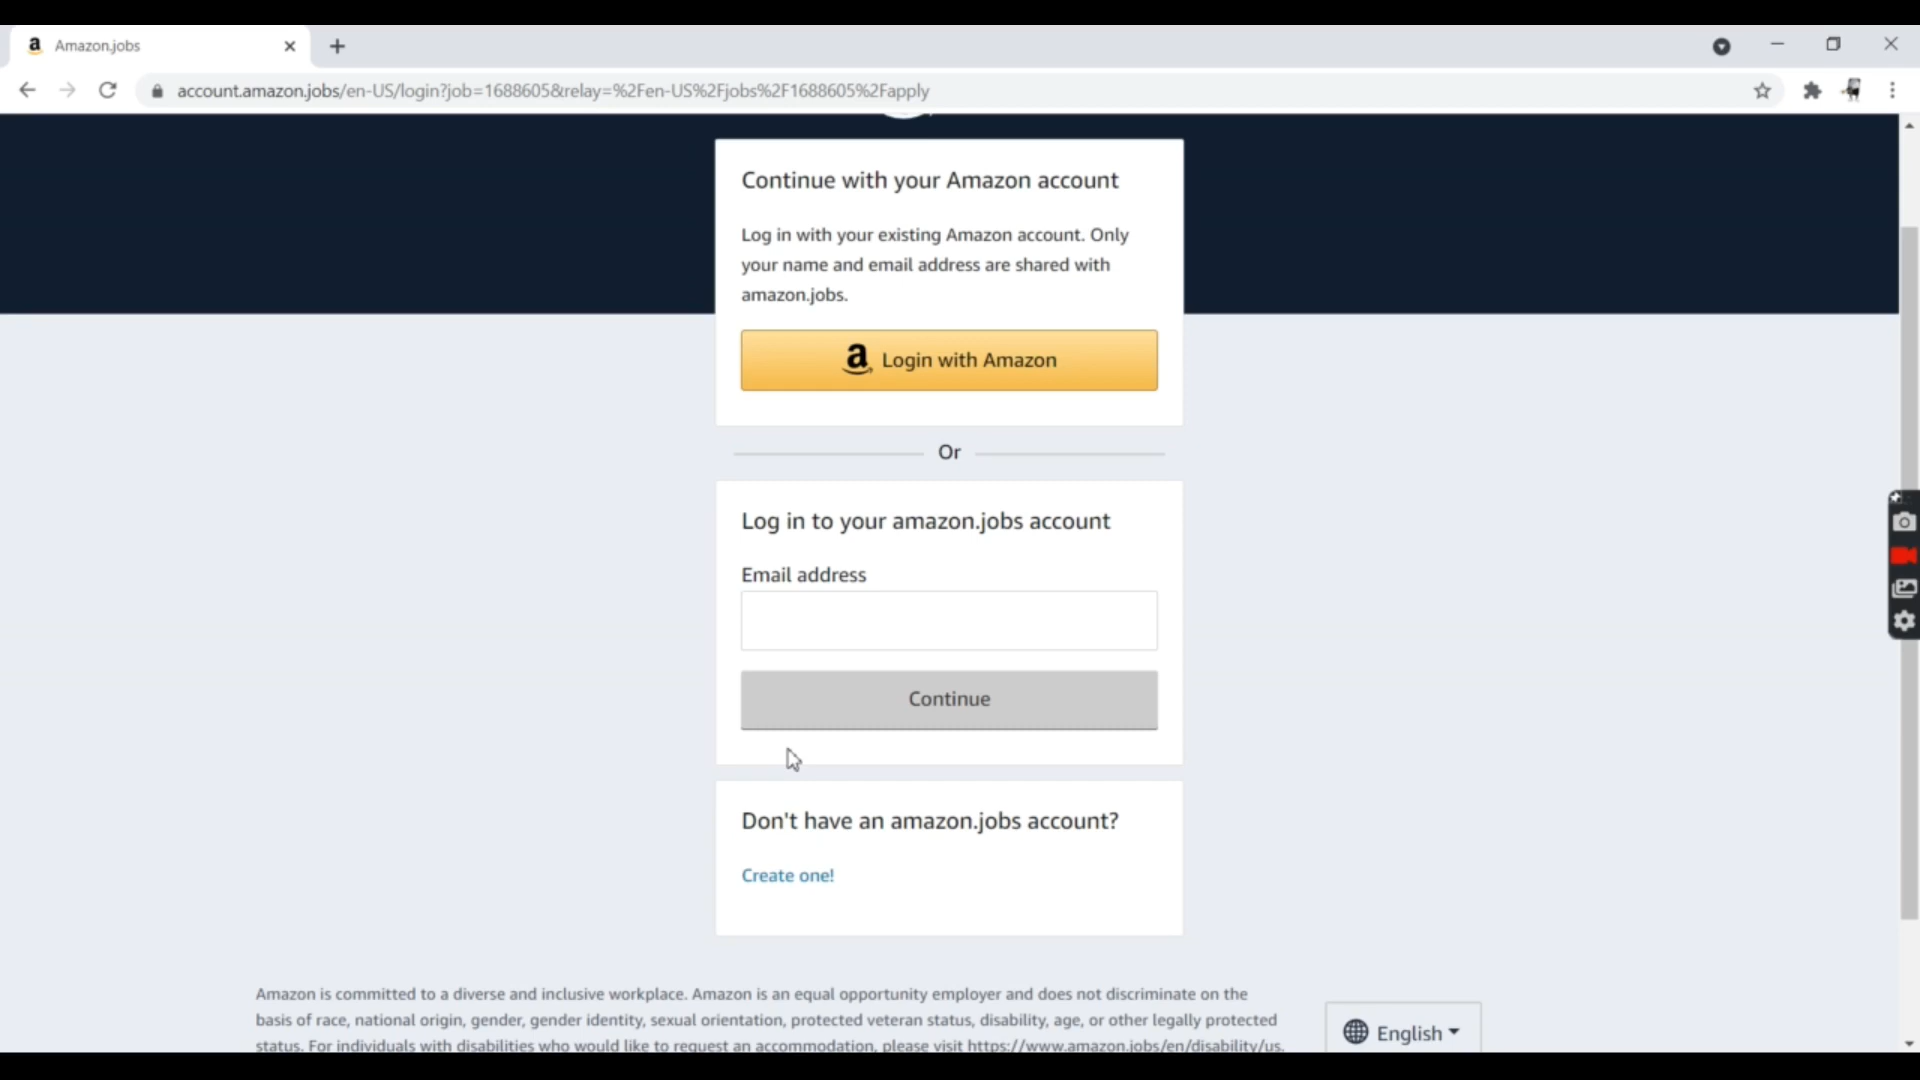 Amazon.jobs
account.amazon.jobs/en-US/login?job=1688605&relay=%2Fen-US%2Fjobs%2F1688605%2Fapply
Continue with your Amazon account
Log in with your existing Amazon account. Only
your name and email address are shared with
amazon.jobs.
Login with Amazon
Or
Log in to your amazon.jobs account
Email address
Continue
Don't have an amazon.jobs account?
Create one!
Amazon is committed to a diverse and inclusive workplace. Amazon is an equal opportunity employer and does not discriminate on the
basis of race, national origin, gender, gender identity, sexual orientation, protected veteran status, disability, age, or other legally protected
status. For individuals with disabilities who would like to request an accommodation, please visit https://www.amazon.jobs/en/disability/us.
English